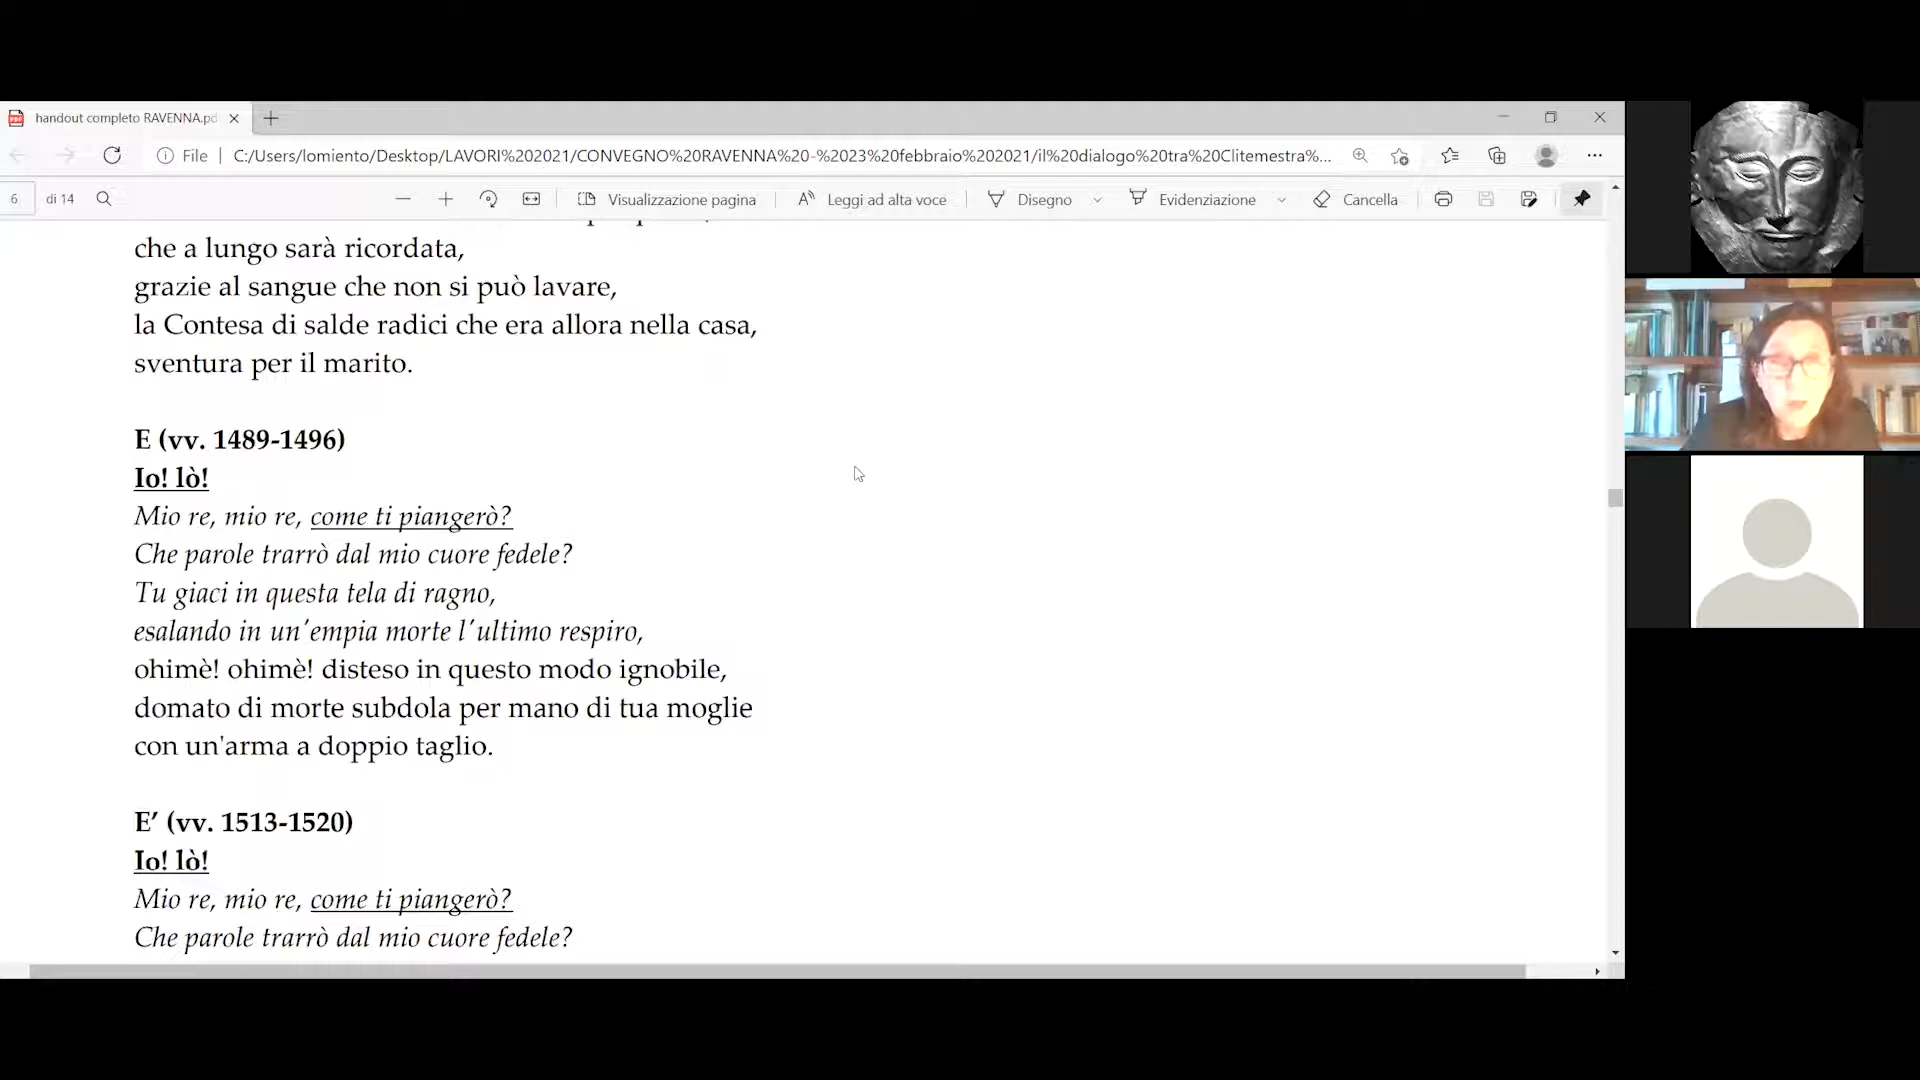 handout completo RAVENNA.pd
File
C:/Users/lomiento/Desktop/LAVORI%202021/CONVEGNO%20RAVENNA%20-%2023%20febbraio%202021/il%20dialogo%20tra%20Clitemestra%...
6 di 14
Visualizzazione pagina
Leggi ad alta voce
Disegno
Evidenziazione
Cancella
che a lungo sarà ricordata,
grazie al sangue che non si può lavare,
la Contesa di salde radici che era allora nella casa,
sventura per il marito.
E (vv. 1489-1496)
Io! lò!
Mio re, mio re, come ti piangerò?
Che parole trarrò dal mio cuore fedele?
Tu giaci in questa tela di ragno,
esalando in un'empia morte l'ultimo respiro,
ohimè! ohimè! disteso in questo modo ignobile,
domato di morte subdola per mano di tua moglie
con un'arma a doppio taglio.
E’ (vv. 1513-1520)
Io! lò!
Mio re, mio re, come ti piangerò?
Che parole trarrò dal mio cuore fedele?